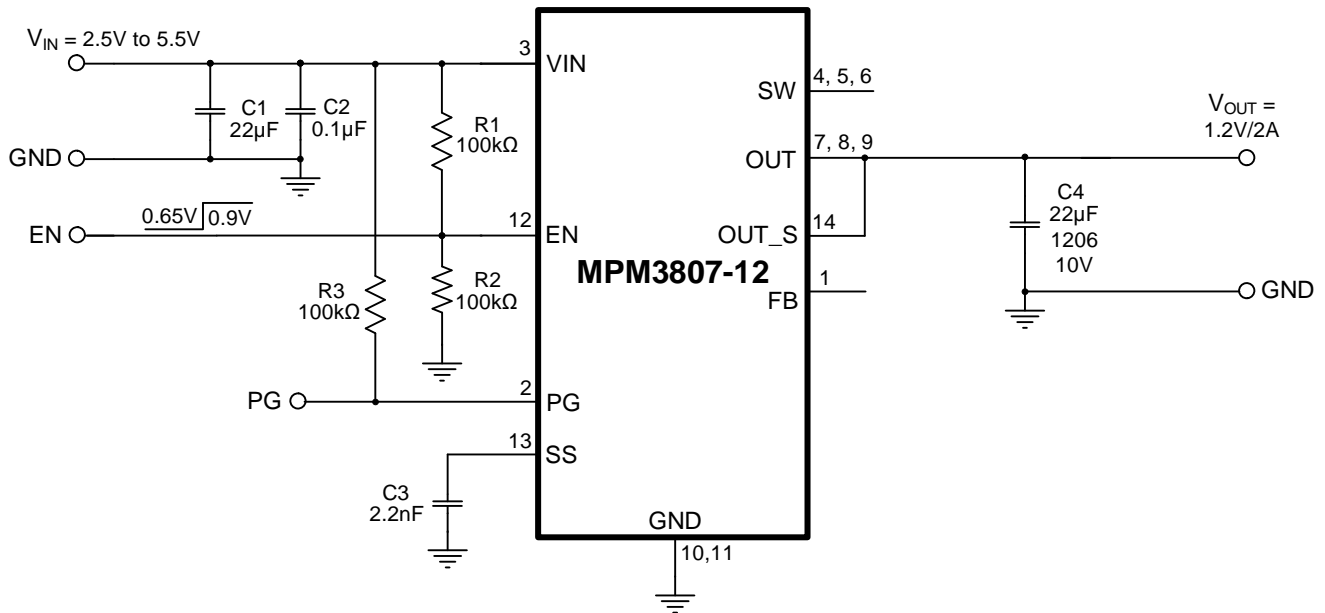 V_IN = 2.5V to 5.5V
3
VIN
C1
22µF
C2
0.1µF
R1
100kΩ
GND
SW
4, 5, 6
OUT
7, 8, 9
V_OUT =
1.2V/2A
0.65V
0.9V
EN
12
EN
OUT_S
14
C4
22µF
1206
10V
MPM3807-12
R3
100kΩ
R2
100kΩ
FB
1
GND
PG
2
PG
13
SS
C3
2.2nF
GND
10,11